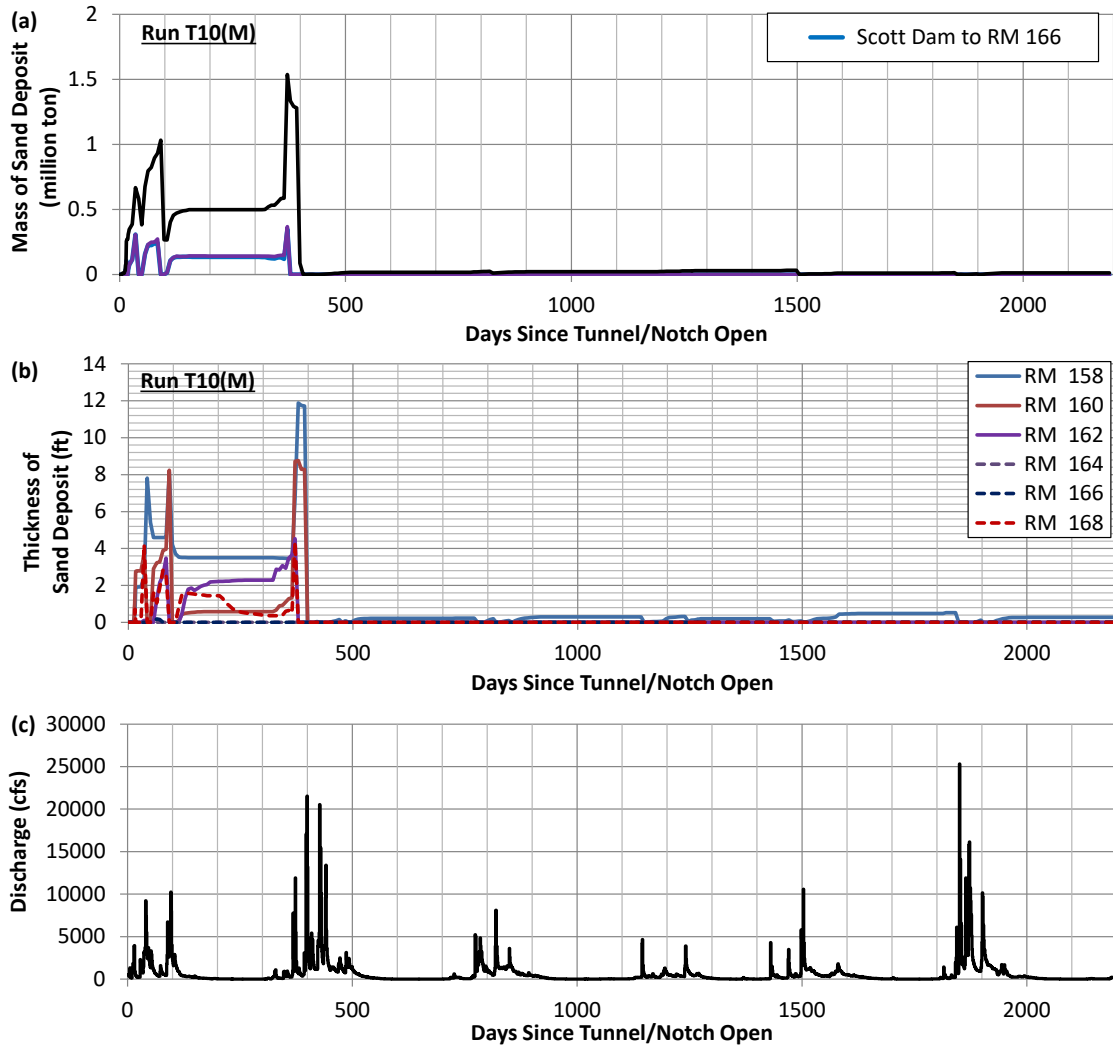 (a)
Run T10(M)
Scott Dam to RM 166
Mass of Sand Deposit
(million ton)
2
1.5
1
0.5
0
0 500 1000 1500 2000
Days Since Tunnel/Notch Open
(b)
Run T10(M)
RM 158
RM 160
RM 162
RM 164
RM 166
RM 168
Thickness of
Sand Deposit (ft)
14
12
10
8
6
4
2
0
0 500 1000 1500 2000
Days Since Tunnel/Notch Open
(c)
Discharge (cfs)
30000
25000
20000
15000
10000
5000
0
0 500 1000 1500 2000
Days Since Tunnel/Notch Open